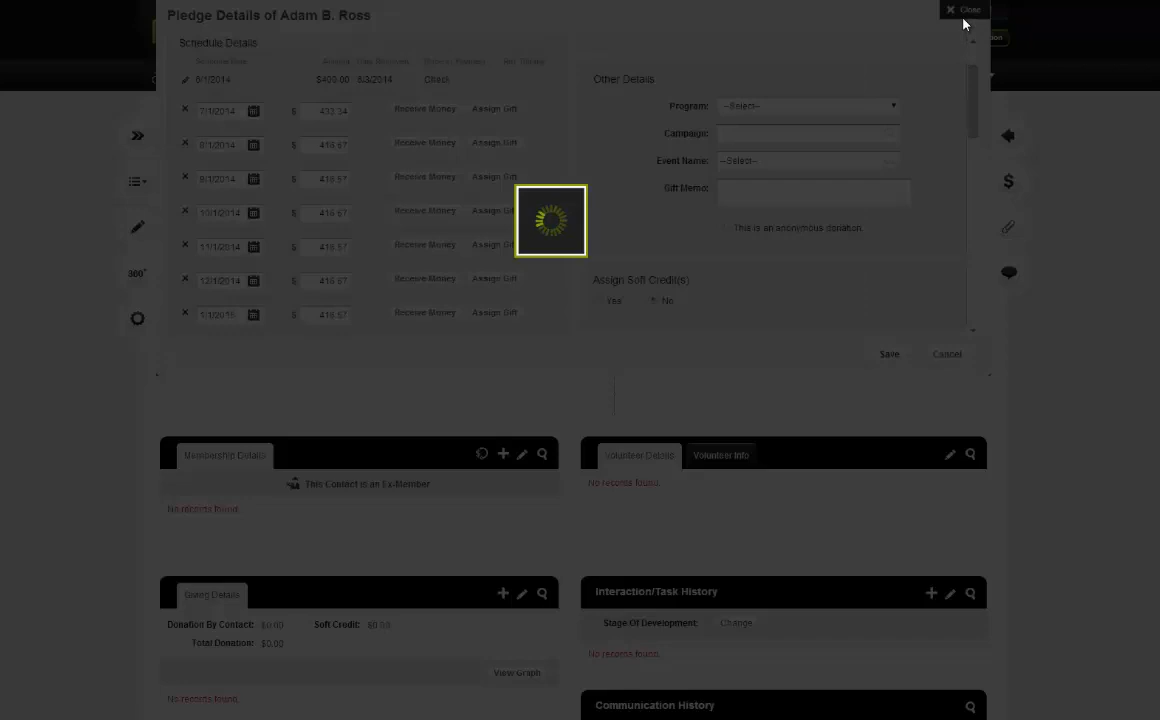 Pledge Details of Adam B. Ross
Close
Schedule Details
6/1/2014 $400.00 6/3/2014 Check
7/1/2014 $ 433.34 Receive Money Assign Gift
8/1/2014 $ 416.67 Receive Money Assign Gift
9/1/2014 $ 416.67 Receive Money Assign Gift
10/1/2014 $ 416.67 Receive Money Assign Gift
11/1/2014 $ 416.67 Receive Money Assign Gift
12/1/2014 $ 416.67 Receive Money Assign Gift
1/1/2015 $ 416.67 Receive Money Assign Gift
Other Details
Program: --Select--
Campaign:
Event Name: --Select--
Gift Memo:
This is an anonymous donation.
Assign Soft Credit(s)
Yes No
Save Cancel
360°
$
Membership Details
This Contact is an Ex-Member
No records found.
Volunteer Details Volunteer Info
No records found.
Giving Details
Donation By Contact: $0.00 Soft Credit: $0.00
Total Donation: $0.00
View Graph
No records found.
Interaction/Task History
Stage Of Development: Change
No records found.
Communication History